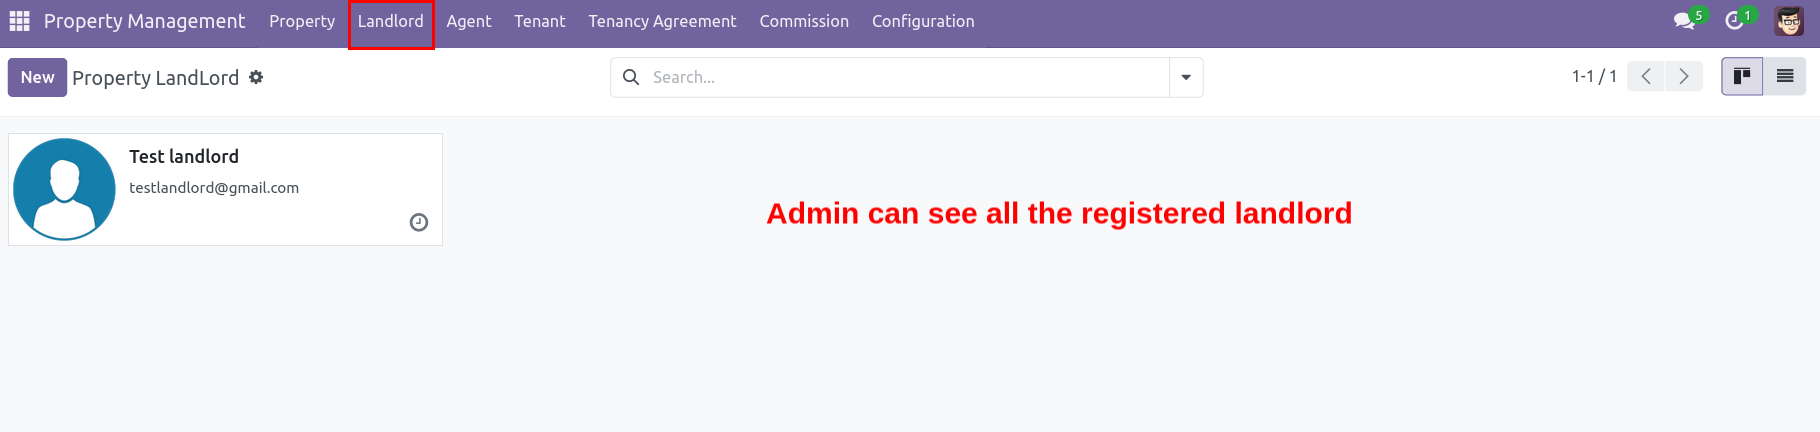 Property Management Property Landlord Agent Tenant Tenancy Agreement Commission Configuration 5 1
New Property LandLord Search... 1-1 / 1
Test landlord
testlandlord@gmail.com
Admin can see all the registered landlord